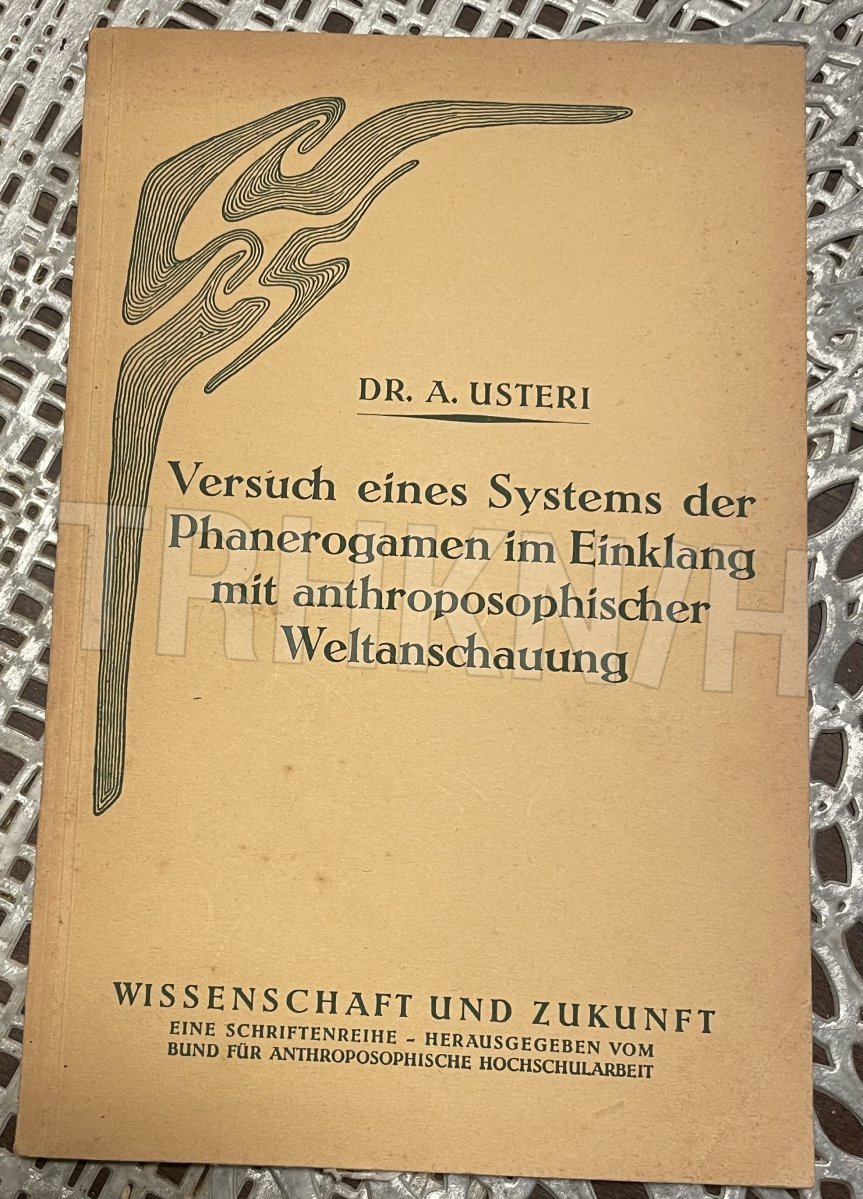 DR. A. USTERI
Versuch eines Systems der
Phanerogamen im Einklang
mit anthroposophischer
Weltanschauung
TRHKN/H
WISSENSCHAFT UND ZUKUNFT
EINE SCHRIFTENREIHE – HERAUSGEGEBEN VOM
BUND FÜR ANTHROPOSOPHISCHE HOCHSCHULARBEIT